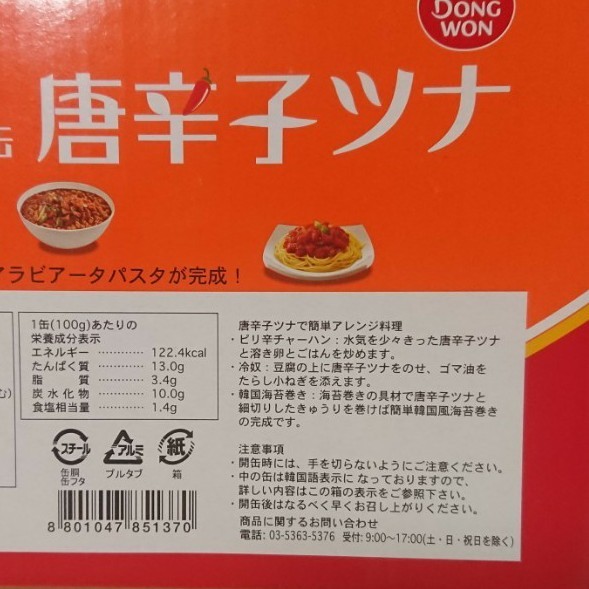 DONG
WON
缶
唐辛子ツナ
アラビアータパスタが完成！
1缶(100g)あたりの
栄養成分表示
エネルギー ………… 122.4kcal
たんぱく質 ………… 13.0g
脂　　質 ………… 3.4g
炭水化物 ………… 10.0g
食塩相当量 ………… 1.4g
む)
スチール
缶胴
缶フタ
アルミ
プルタブ
紙
箱
8 801047 851370
唐辛子ツナで簡単アレンジ料理
・ピリ辛チャーハン：水気を少々きった唐辛子ツナ
と溶き卵とごはんを炒めます。
・冷奴：豆腐の上に唐辛子ツナをのせ、ゴマ油を
たらし小ねぎを添えます。
・韓国海苔巻き：海苔巻きの具材で唐辛子ツナと
細切りしたきゅうりを巻けば簡単韓国風海苔巻き
の完成です。
注意事項
・開缶時には、手を切らないようにご注意ください。
・中の缶は韓国語表示になっておりますので、
詳しい内容はこの箱の表示をご参照下さい。
・開缶後はなるべく早くお召し上がりください。
商品に関するお問い合わせ
電話: 03-5363-5376 受付: 9:00～17:00(土・日・祝日を除く)